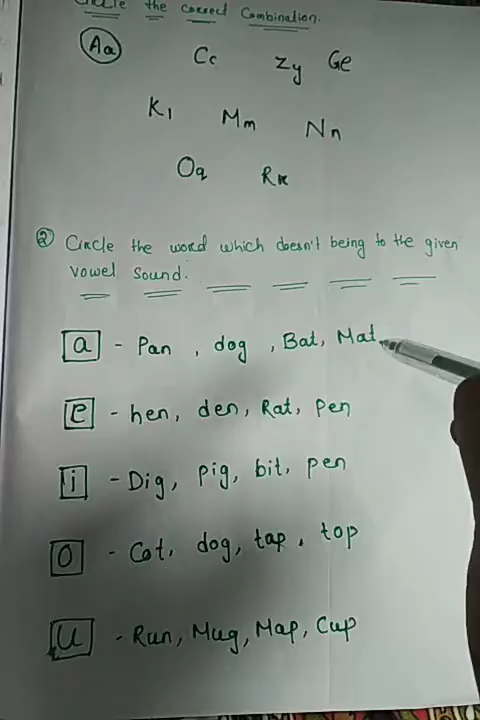 Circle the correct Combination.
Aa Cc Zy Ge
K1 Mm Nn
Oq
② Circle the word which doesn't being to the given
vowel Sound.
a - Pan , dog , Bat, Mat.
e - hen, den, Rat, Pen
i - Dig, pig, bit, pen
O - Cot, dog, tap, top
U - Run, Mug, Map, Cup